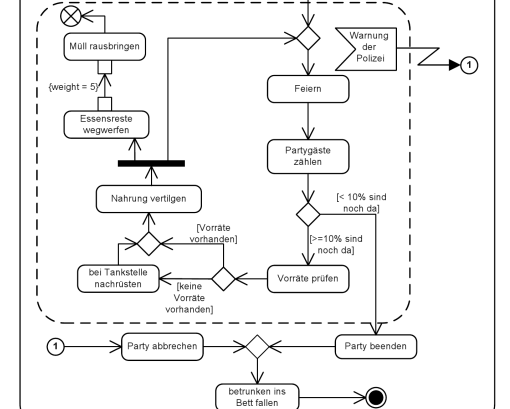 Müll rausbringen
Warnung
der
Polizei
1
{weight = 5}
Feiern
Essensreste
wegwerfen
Partygäste
zählen
Nahrung vertilgen
[< 10% sind
noch da]
[Vorräte
vorhanden]
[>=10% sind
noch da]
bei Tankstelle
nachrüsten
[keine
Vorräte
vorhanden]
Vorräte prüfen
1
Party abbrechen
Party beenden
betrunken ins
Bett fallen